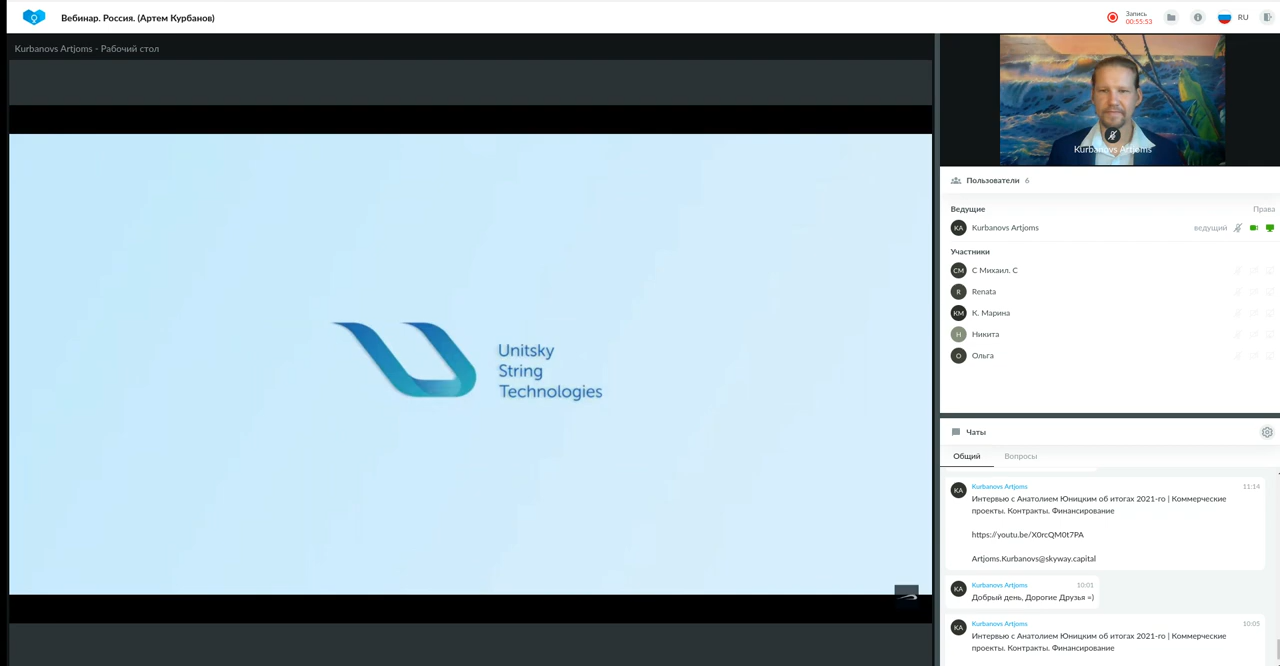 Вебинар. Россия. (Артем Курбанов)
Запись
00:55:53
RU
Kurbanovs Artjoms - Рабочий стол
Unitsky
String
Technologies
Kurbanovs Artjoms
Пользователи 6
Ведущие Права
KA Kurbanovs Artjoms ведущий
Участники
СМ С Михаил. С
R Renata
КМ К. Марина
Н Никита
О Ольга
Чаты
Общий Вопросы
KA Kurbanovs Artjoms 11:14
Интервью с Анатолием Юницким об итогах 2021-го | Коммерческие
проекты. Контракты. Финансирование
https://youtu.be/X0rcQM0t7PA
Artjoms.Kurbanovs@skyway.capital
KA Kurbanovs Artjoms 10:01
Добрый день, Дорогие Друзья =)
KA Kurbanovs Artjoms 10:05
Интервью с Анатолием Юницким об итогах 2021-го | Коммерческие
проекты. Контракты. Финансирование